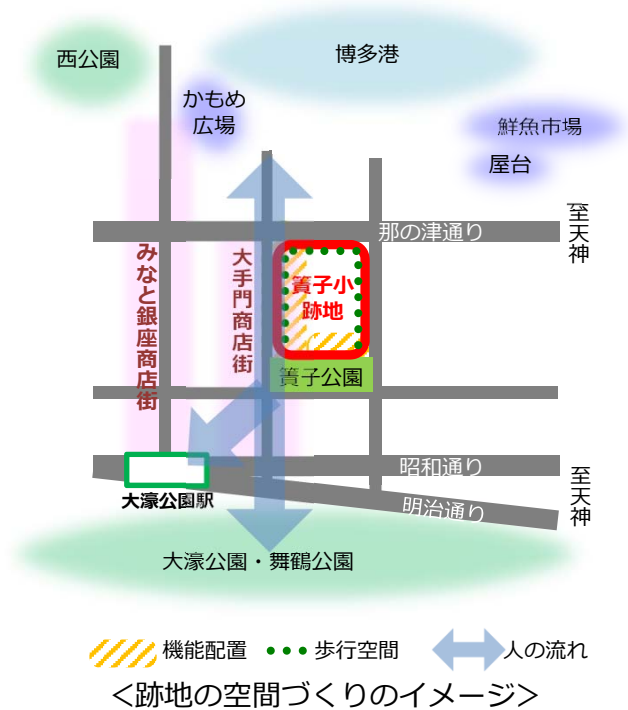 西公園
博多港
かもめ
広場
鮮魚市場
屋台
至天神
那の津通り
みなと銀座商店街
大手門商店街
簀子小
跡地
簀子公園
昭和通り
大濠公園駅
明治通り
至天神
大濠公園・舞鶴公園
機能配置
歩行空間
人の流れ
＜跡地の空間づくりのイメージ＞